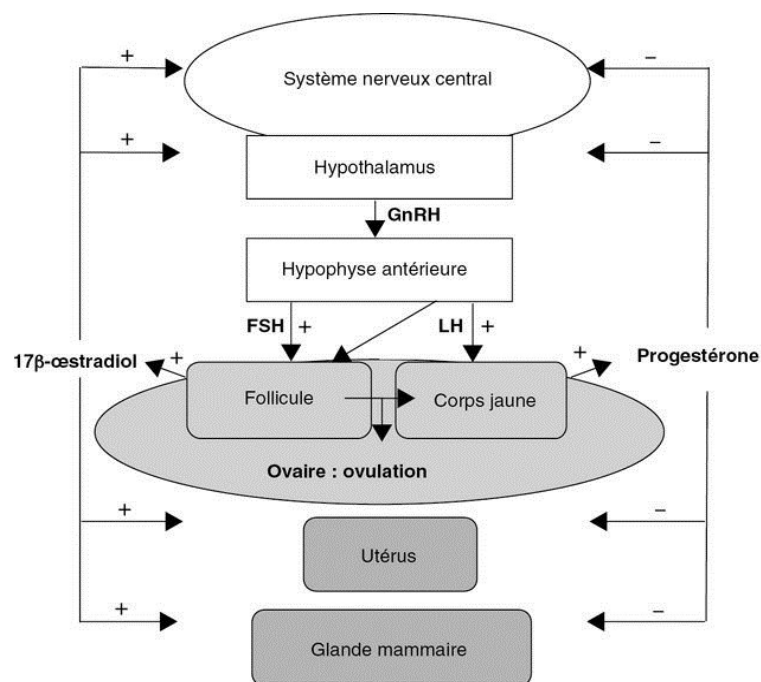 +
–
Système nerveux central
+
–
Hypothalamus
GnRH
Hypophyse antérieure
FSH
+
LH
+
17β-œstradiol
+
+
Progestérone
Follicule
Corps jaune
Ovaire : ovulation
+
–
Utérus
+
–
Glande mammaire